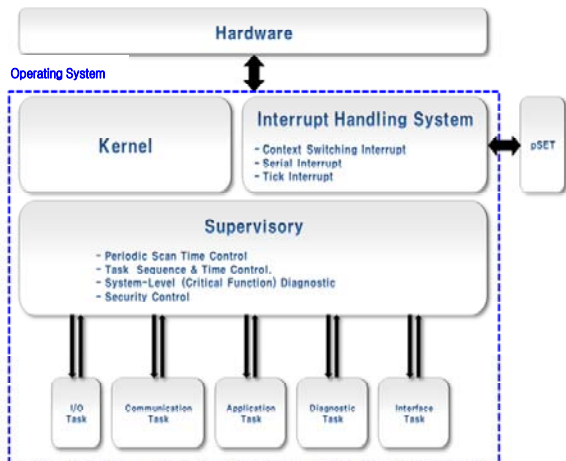 Hardware
Operating System
Kernel
Interrupt Handling System
- Context Switching Interrupt
- Serial Interrupt
- Tick Interrupt
pSET
Supervisory
- Periodic Scan Time Control
- Task Sequence & Time Control.
- System-Level (Critical Function) Diagnostic
- Security Control
I/O
Task
Communication
Task
Application
Task
Diagnostic
Task
Interface
Task